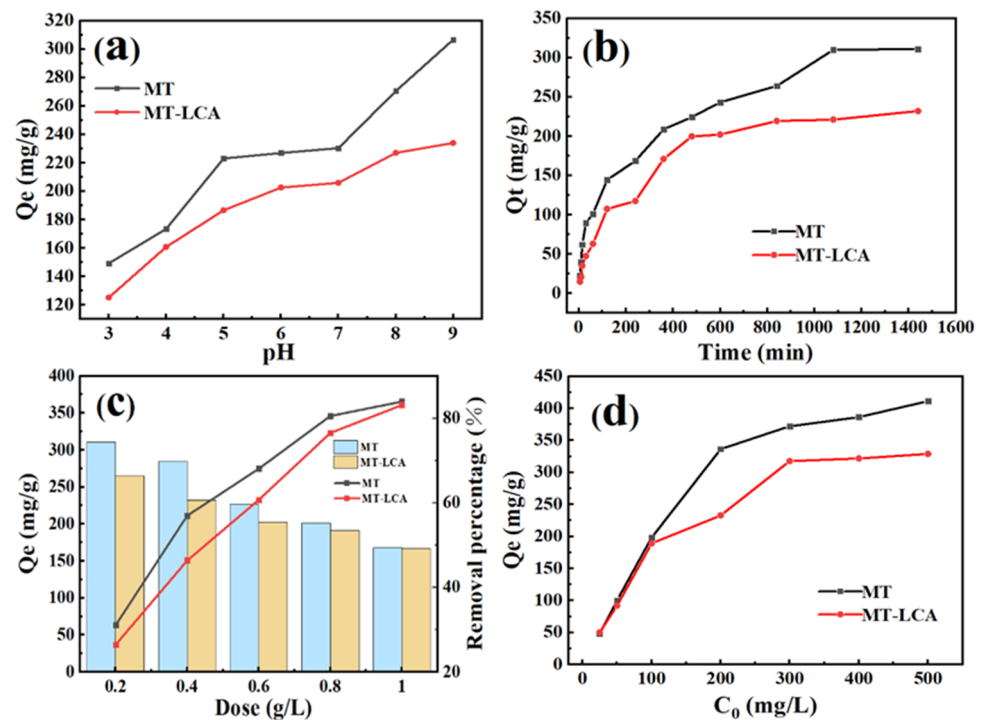 (a)
MT
MT-LCA
Qe (mg/g)
320
300
280
260
240
220
200
180
160
140
120
3 4 5 6 7 8 9
pH
(b)
MT
MT-LCA
Qt (mg/g)
350
300
250
200
150
100
50
0
0 200 400 600 800 1000 1200 1400 1600
Time (min)
(c)
MT
MT-LCA
MT
MT-LCA
Qe (mg/g)
400
350
300
250
200
150
100
50
0
0.2 0.4 0.6 0.8 1
Dose (g/L)
80
60
40
20
Removal percentage (%)
(d)
MT
MT-LCA
Qe (mg/g)
450
400
350
300
250
200
150
100
50
0
0 100 200 300 400 500
C₀ (mg/L)